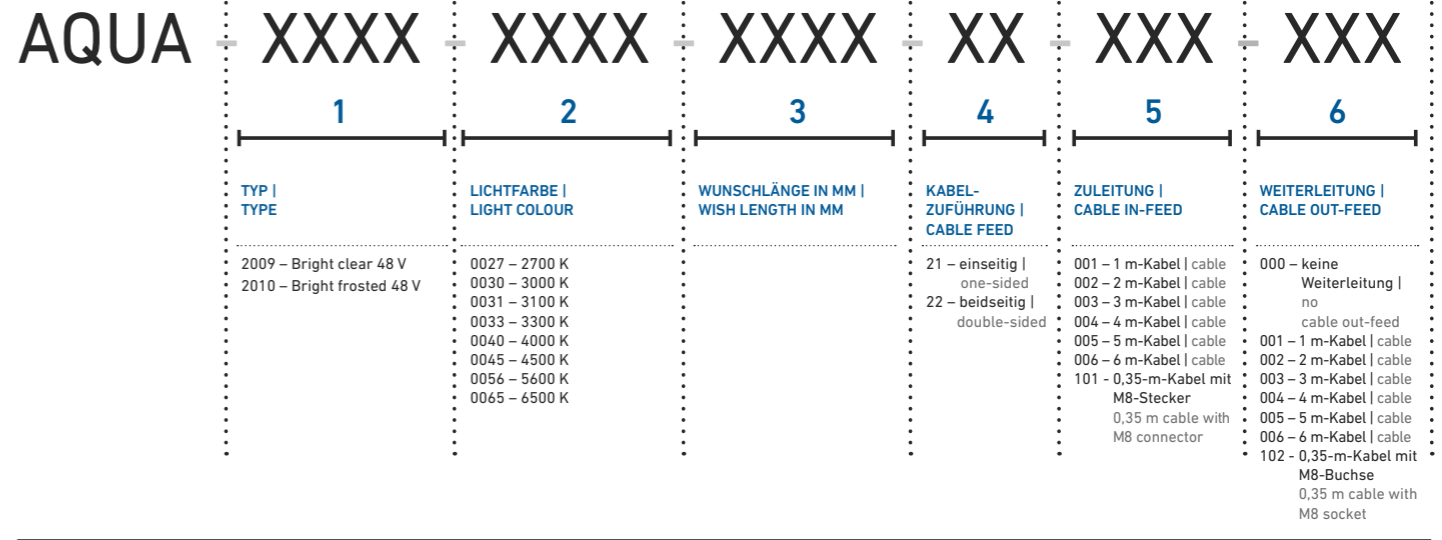 AQUA - XXXX - XXXX - XXXX - XX - XXX - XXX
1 2 3 4 5 6
TYP |
TYPE
2009 – Bright clear 48 V
2010 – Bright frosted 48 V
LICHTFARBE |
LIGHT COLOUR
0027 – 2700 K
0030 – 3000 K
0031 – 3100 K
0033 – 3300 K
0040 – 4000 K
0045 – 4500 K
0056 – 5600 K
0065 – 6500 K
WUNSCHLÄNGE IN MM |
WISH LENGTH IN MM
KABEL-
ZUFÜHRUNG |
CABLE FEED
21 – einseitig |
one-sided
22 – beidseitig |
double-sided
ZULEITUNG |
CABLE IN-FEED
001 – 1 m-Kabel | cable
002 – 2 m-Kabel | cable
003 – 3 m-Kabel | cable
004 – 4 m-Kabel | cable
005 – 5 m-Kabel | cable
006 – 6 m-Kabel | cable
101 - 0,35-m-Kabel mit
M8-Stecker
0,35 m cable with
M8 connector
WEITERLEITUNG |
CABLE OUT-FEED
000 – keine
Weiterleitung |
no
cable out-feed
001 – 1 m-Kabel | cable
002 – 2 m-Kabel | cable
003 – 3 m-Kabel | cable
004 – 4 m-Kabel | cable
005 – 5 m-Kabel | cable
006 – 6 m-Kabel | cable
102 - 0,35-m-Kabel mit
M8-Buchse
0,35 m cable with
M8 socket